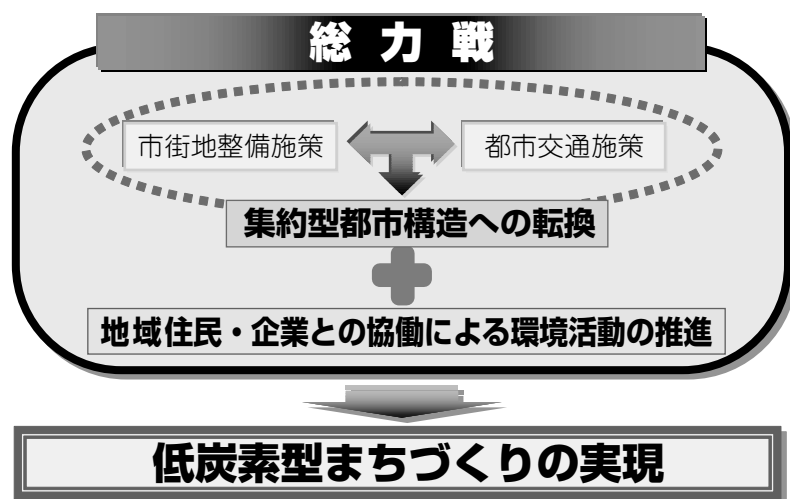 総力戦
市街地整備施策
都市交通施策
集約型都市構造への転換
地域住民・企業との協働による環境活動の推進
低炭素型まちづくりの実現